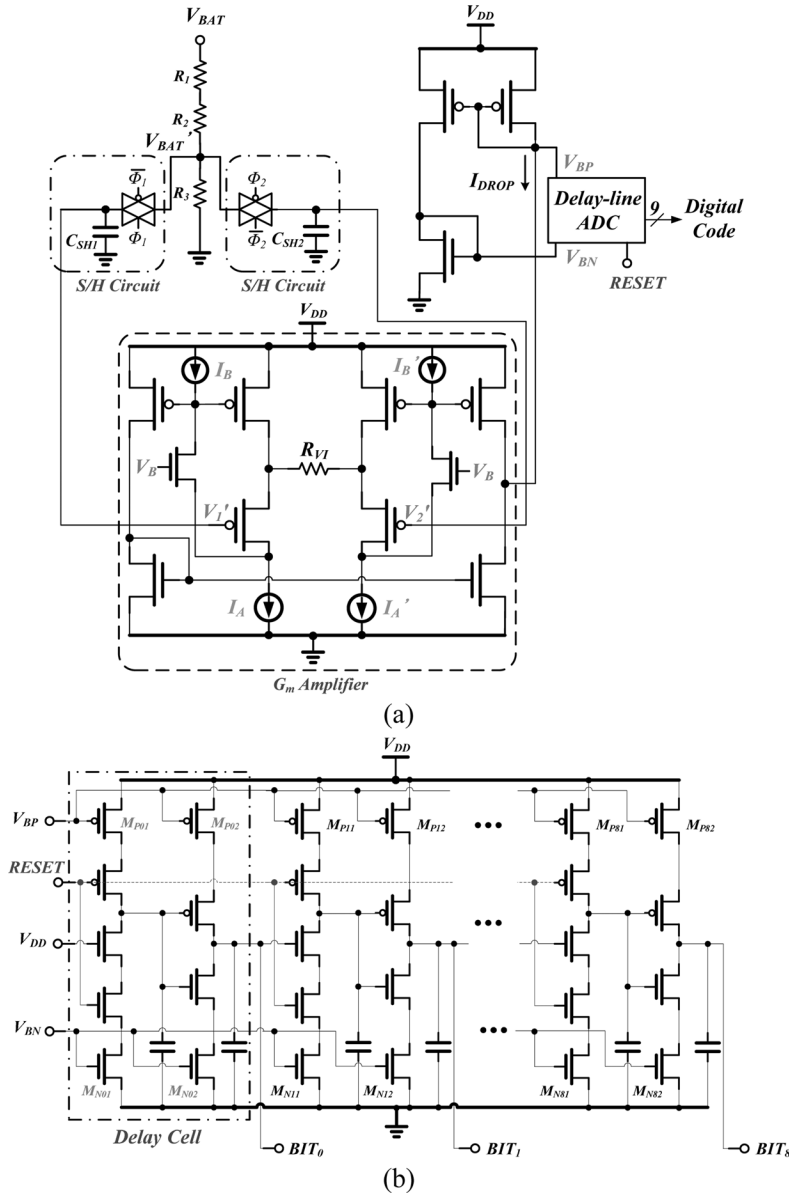 V_BAT
V_DD
R_1
R_2
V_BAT'
R_3
Φ̅_1
Φ_1
Φ_2
Φ̅_2
C_SH1
C_SH2
S/H Circuit
S/H Circuit
I_DROP
V_BP
Delay-line
ADC
9
Digital
Code
V_BN
RESET
V_DD
I_B
I_B'
V_B
R_VI
V_B
V_1'
V_2'
I_A
I_A'
G_m Amplifier
(a)
V_DD
V_BP
M_P01
M_P02
M_P11
M_P12
•••
M_P81
M_P82
RESET
•••
V_DD
V_BN
•••
M_N01
M_N02
M_N11
M_N12
M_N81
M_N82
Delay Cell
BIT_0
BIT_1
BIT_8
(b)